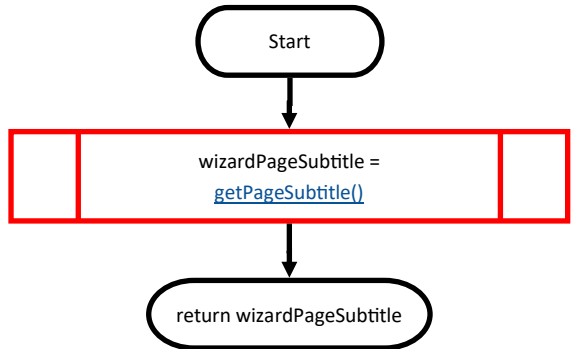 Start
wizardPageSubtitle =
getPageSubtitle()
return wizardPageSubtitle